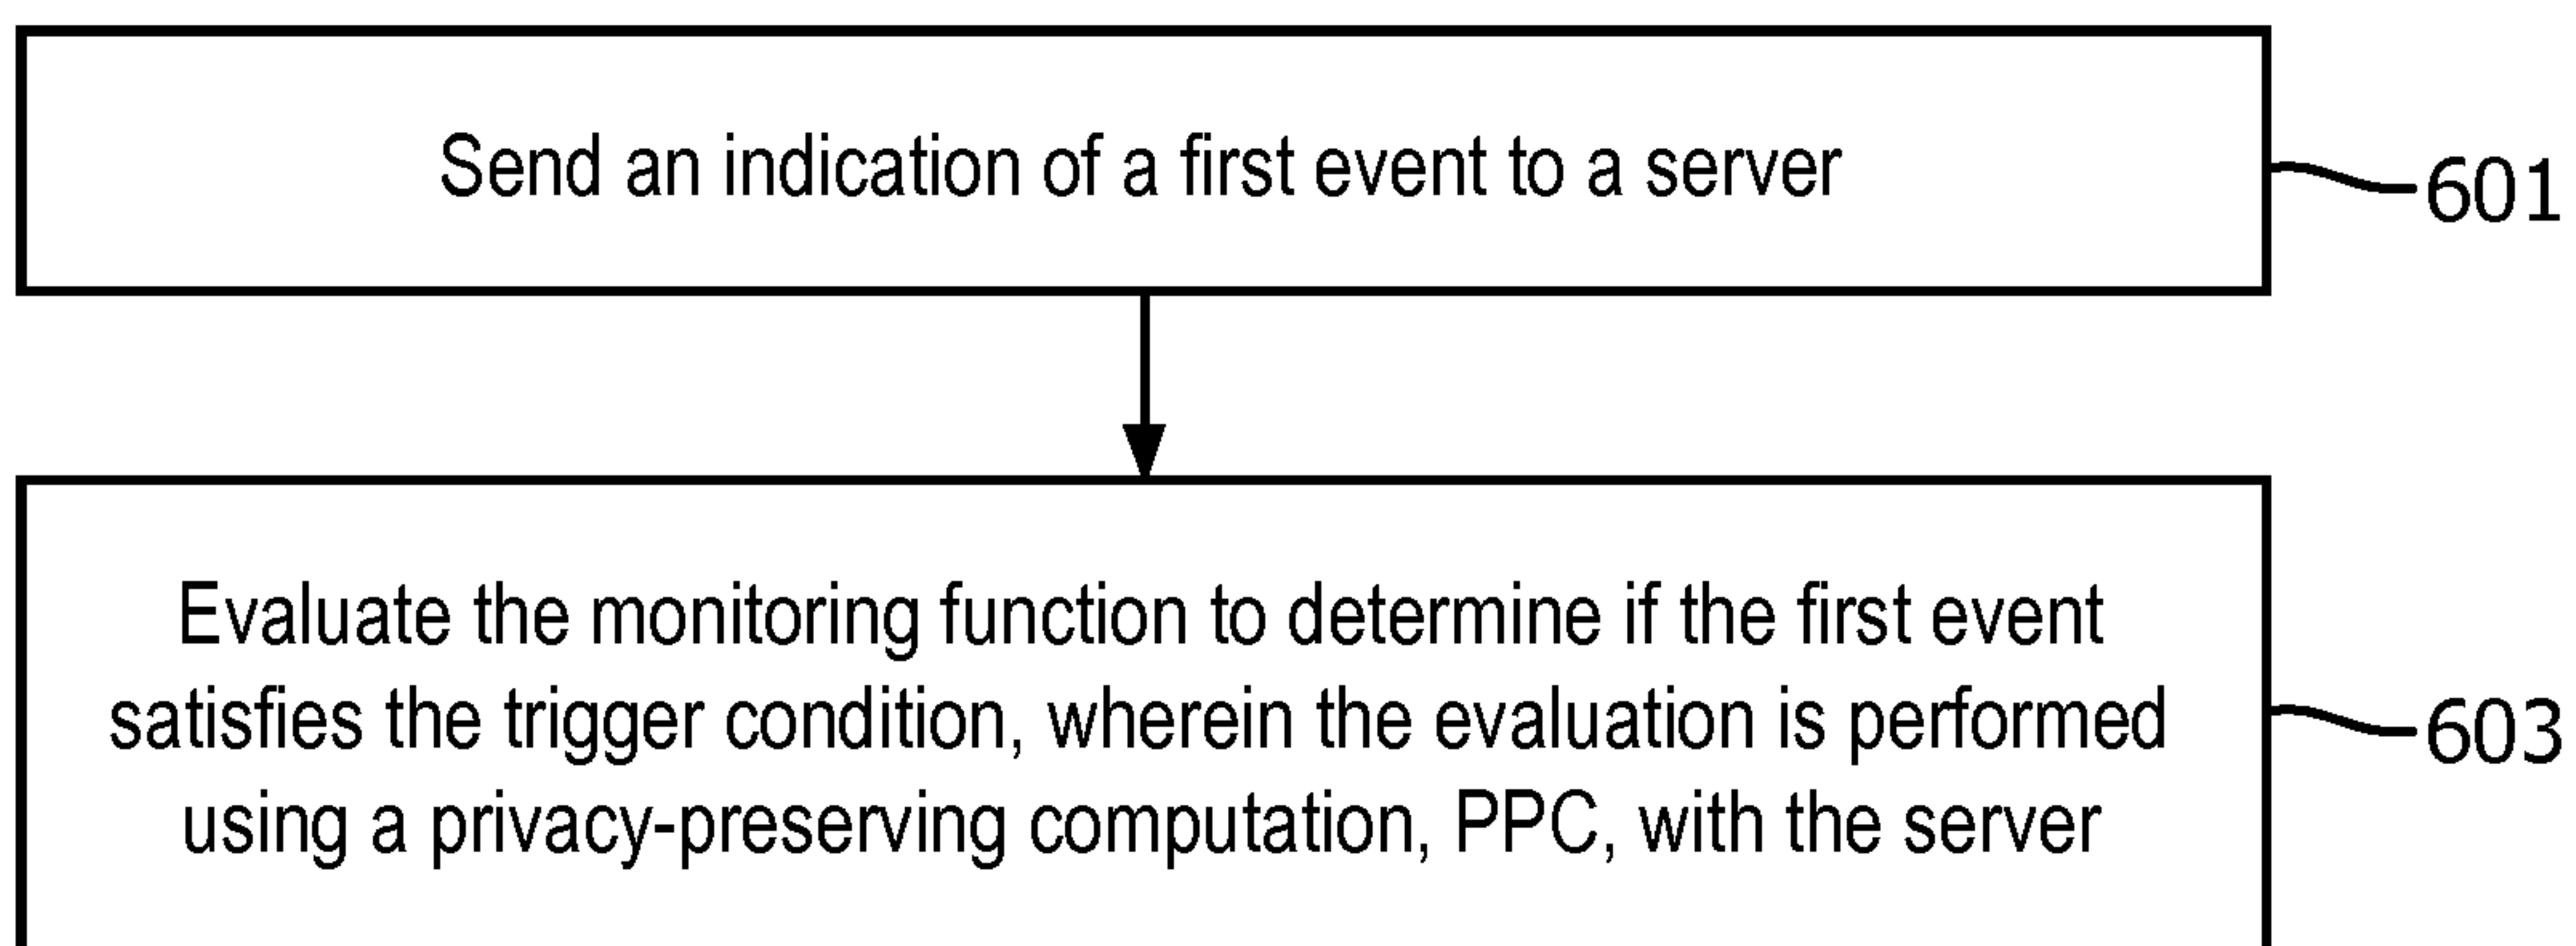 Send an indication of a first event to a server
601
Evaluate the monitoring function to determine if the first event
satisfies the trigger condition, wherein the evaluation is performed
using a privacy-preserving computation, PPC, with the server
603